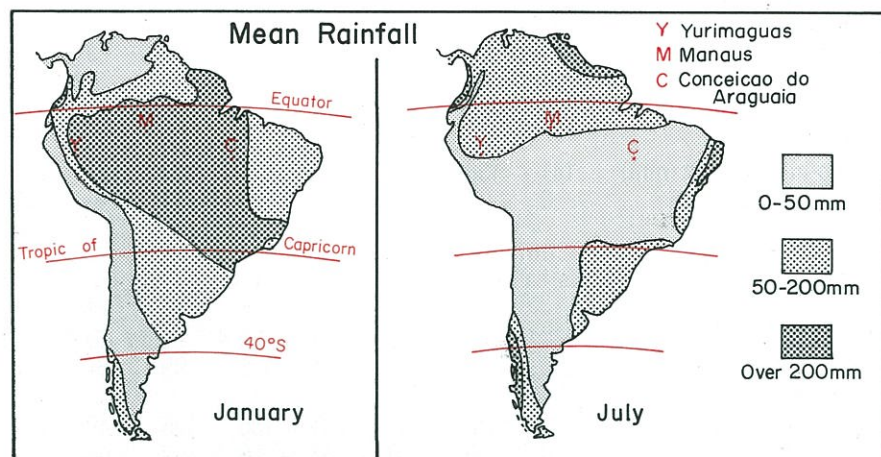 Mean Rainfall
Y Yurimaguas
M Manaus
C Conceicao do
Araguaia
Equator
M
Y
C
Tropic of Capricorn
40°S
January
M
Y
C
July
0-50mm
50-200mm
Over 200mm